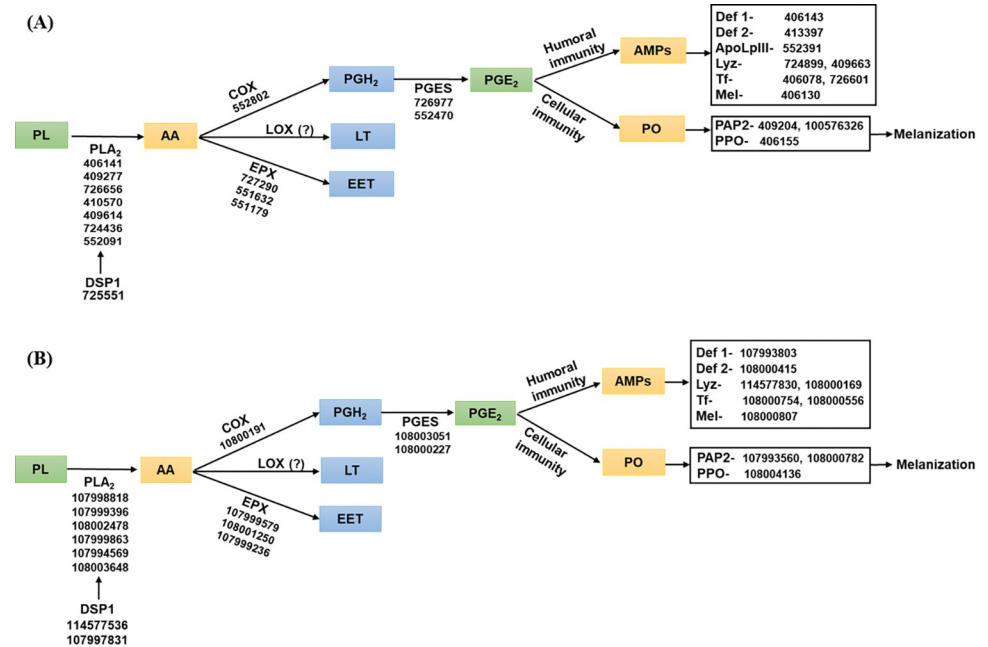 (A)
PL
PLA2
406141
409277
726656
410570
409614
724436
552091
DSP1
725551
AA
COX
552802
LOX (?)
EPX
727290
551632
551179
PGH2
LT
EET
PGES
726977
552470
PGE2
Humoral
immunity
Cellular
immunity
AMPs
PO
Def 1- 406143
Def 2- 413397
ApoLpIII- 552391
Lyz- 724899, 409663
Tf- 406078, 726601
Mel- 406130
PAP2- 409204, 100576326
PPO- 406155
Melanization
(B)
PL
PLA2
107998818
107999396
108002478
107999863
107994569
108003648
DSP1
114577536
107997831
AA
COX
10800191
LOX (?)
EPX
107999579
108001250
107999236
PGH2
LT
EET
PGES
108003051
108000227
PGE2
Humoral
immunity
Cellular
immunity
AMPs
PO
Def 1- 107993803
Def 2- 108000415
Lyz- 114577830, 108000169
Tf- 108000754, 108000556
Mel- 108000807
PAP2- 107993560, 108000782
PPO- 108004136
Melanization